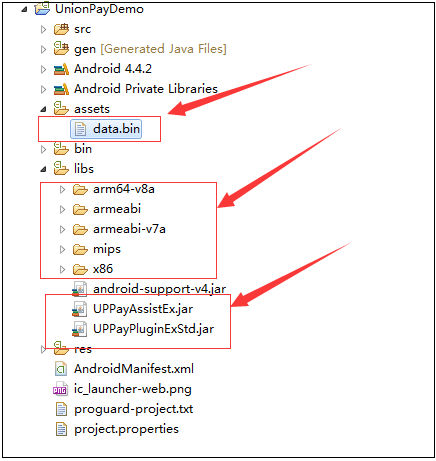 UnionPayDemo
src
gen [Generated Java Files]
Android 4.4.2
Android Private Libraries
assets
data.bin
bin
libs
arm64-v8a
armeabi
armeabi-v7a
mips
x86
android-support-v4.jar
UPPayAssistEx.jar
UPPayPluginExStd.jar
res
AndroidManifest.xml
ic_launcher-web.png
proguard-project.txt
project.properties